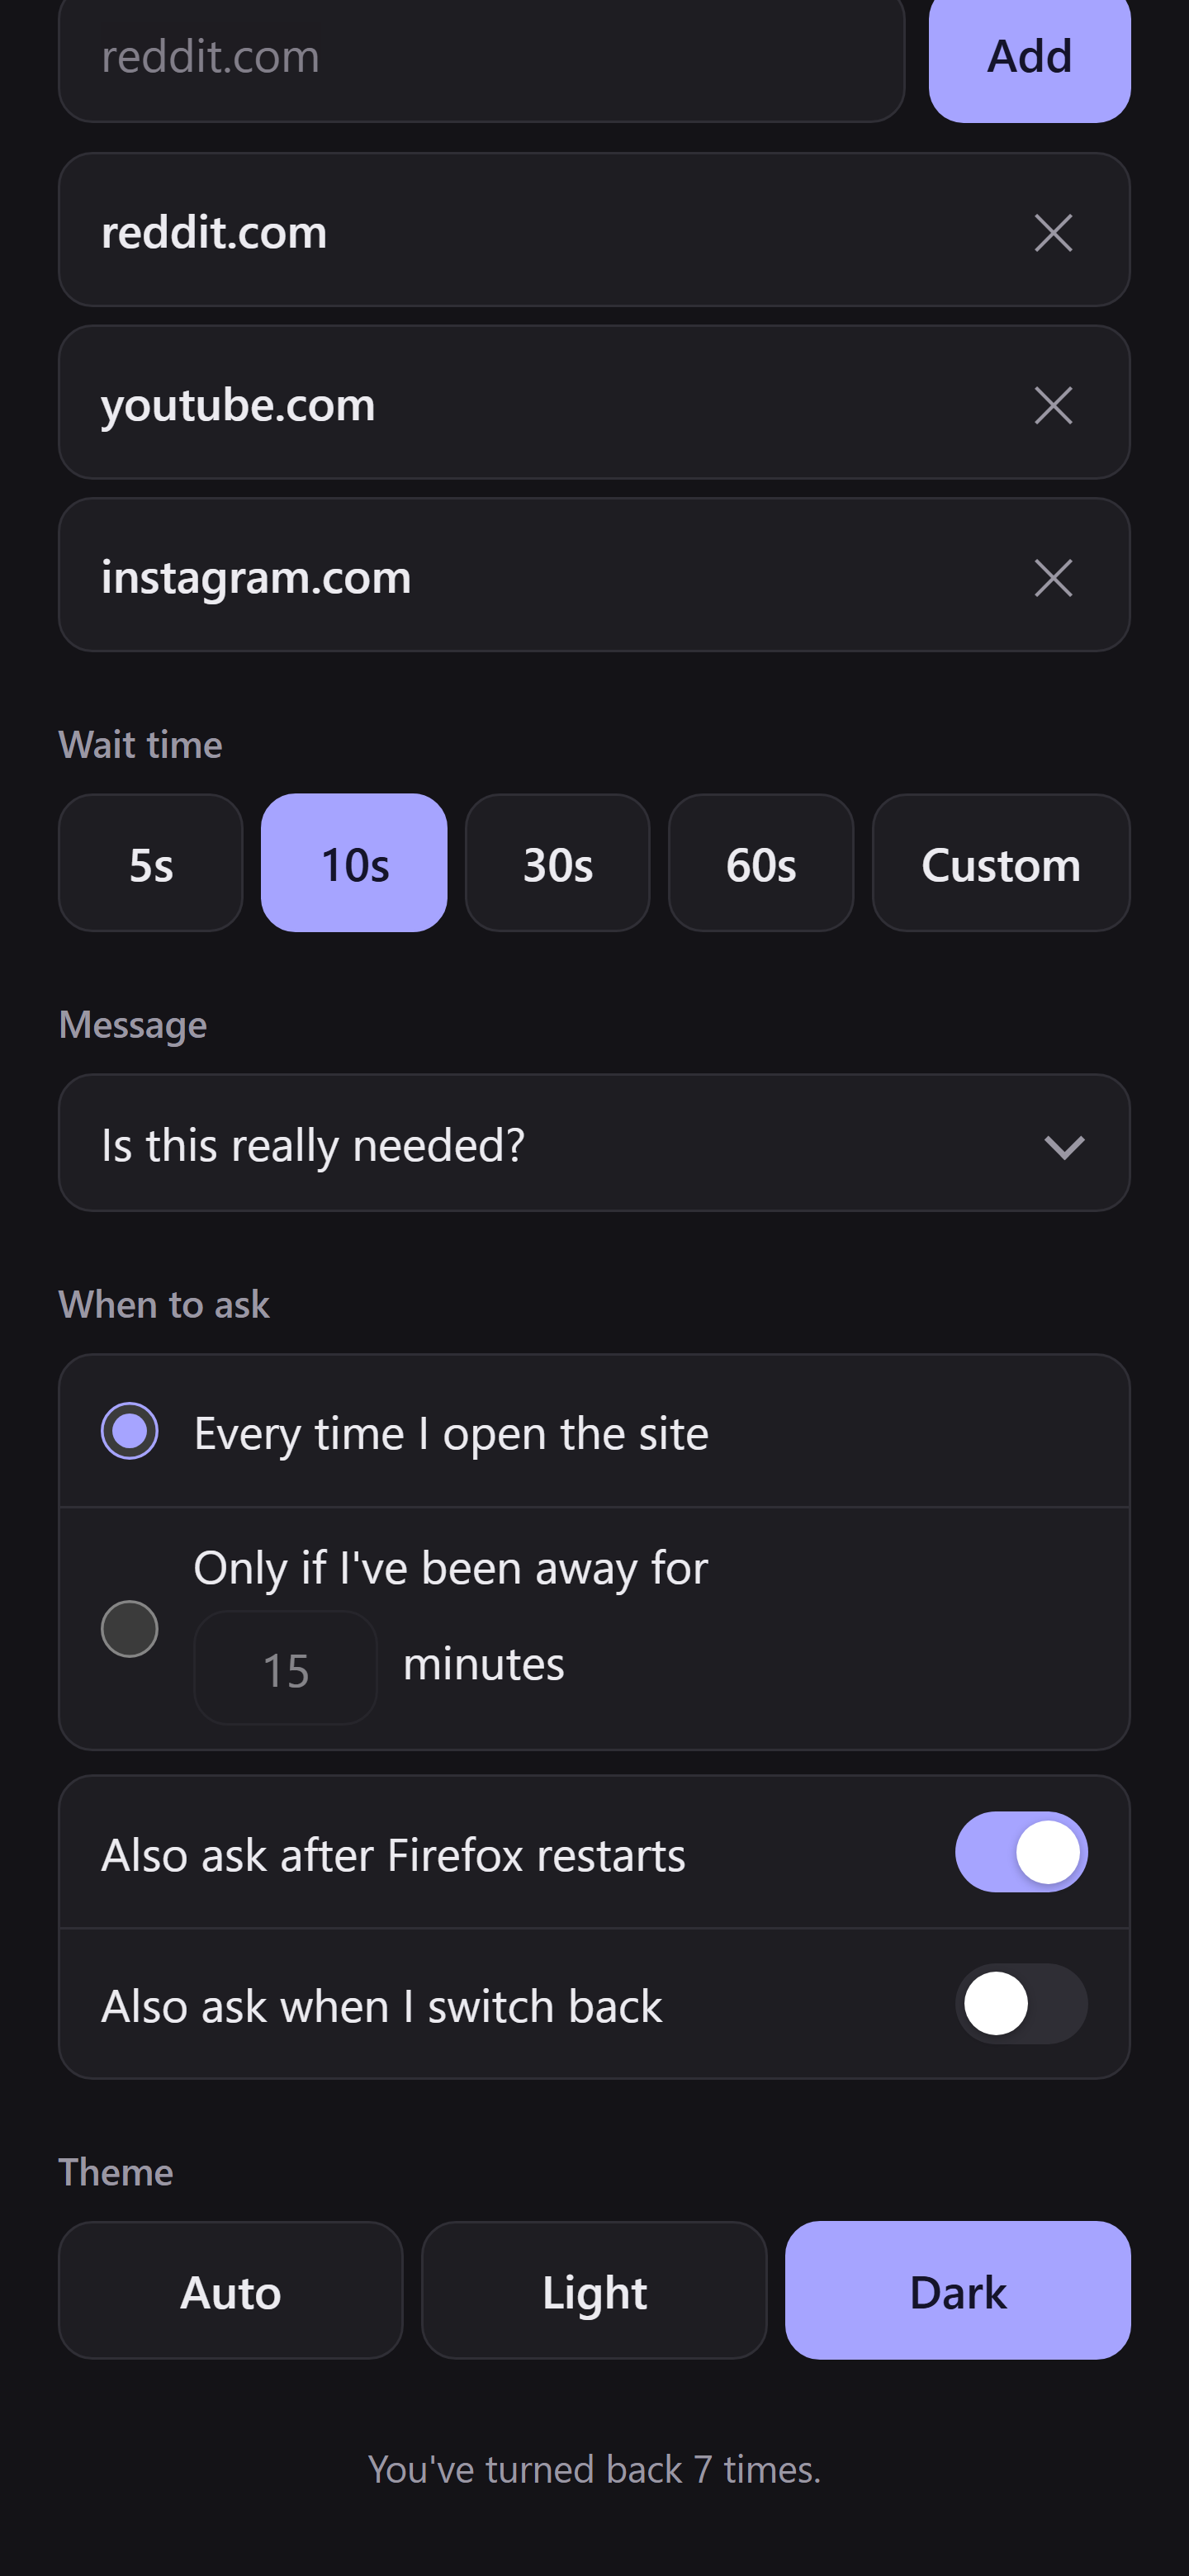 reddit.com
Add
reddit.com
youtube.com
instagram.com
Wait time
5s 10s 30s 60s Custom
Message
Is this really needed?
When to ask
Every time I open the site
Only if I've been away for
15 minutes
Also ask after Firefox restarts
Also ask when I switch back
Theme
Auto Light Dark
You've turned back 7 times.